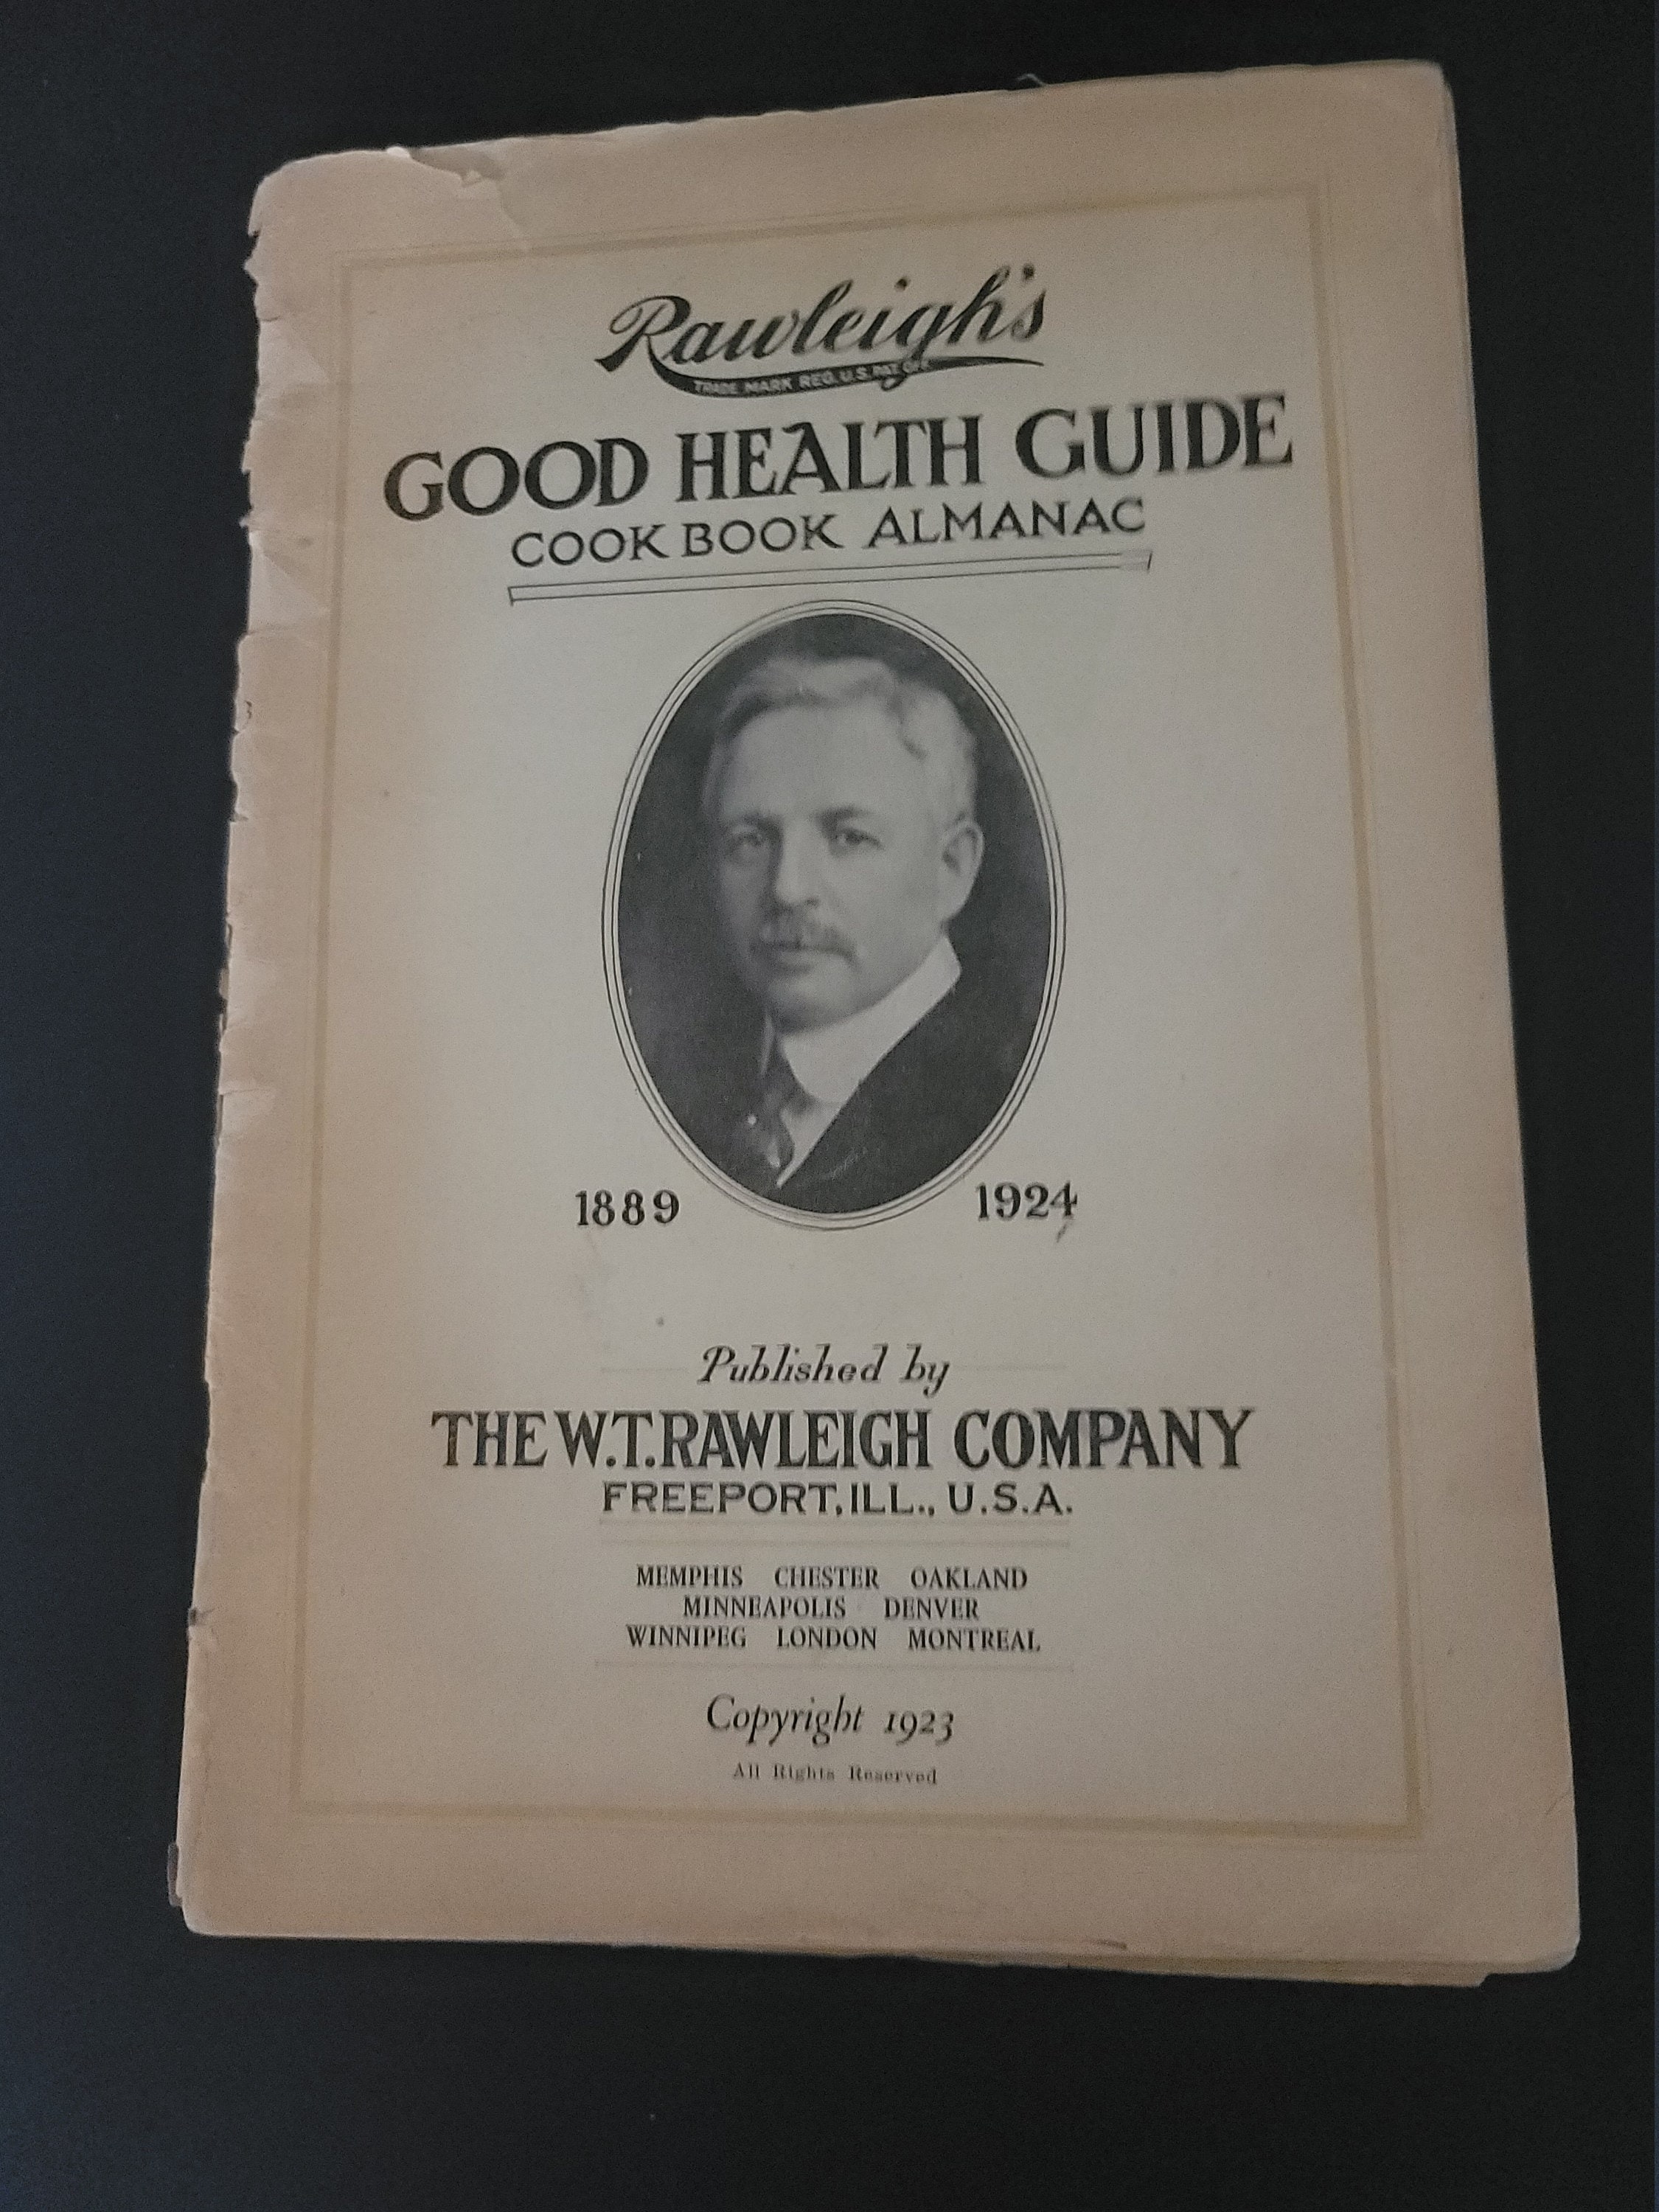 Rawleigh's
TRADE MARK REG. U.S. PAT. OFF.
GOOD HEALTH GUIDE
COOK BOOK ALMANAC
1889 1924
Published by
THE W.T. RAWLEIGH COMPANY
FREEPORT, ILL., U.S.A.
MEMPHIS CHESTER OAKLAND
MINNEAPOLIS DENVER
WINNIPEG LONDON MONTREAL
Copyright 1923
All Rights Reserved